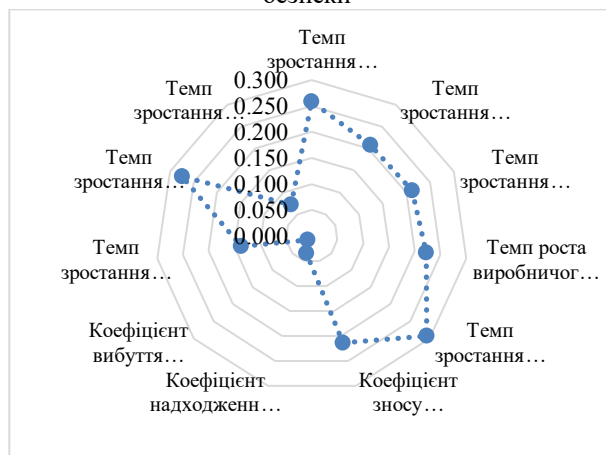 безпеки
Темп
зростання…
Темп
зростання…
Темп
зростання…
Темп роста
виробничог…
Темп
зростання…
Коефіцієнт
зносу…
Коефіцієнт
надходженн…
Коефіцієнт
вибуття…
Темп
зростання…
Темп
зростання…
Темп
зростання…
0.300
0.250
0.200
0.150
0.100
0.050
0.000